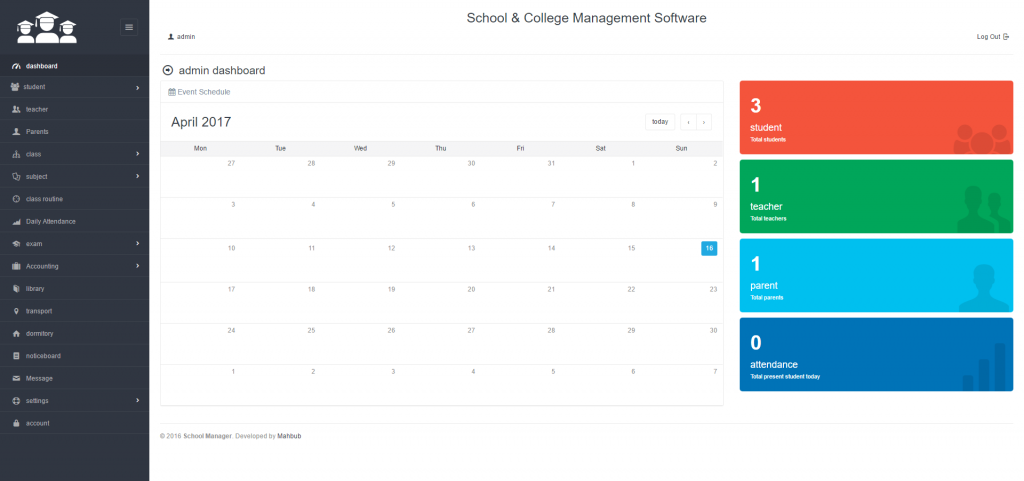 School & College Management Software
admin
Log Out
dashboard
student
teacher
Parents
class
subject
class routine
Daily Attendance
exam
Accounting
library
transport
dormitory
noticeboard
Message
settings
account
admin dashboard
Event Schedule
April 2017
today
Mon Tue Wed Thu Fri Sat Sun
27 28 29 30 31 1 2
3 4 5 6 7 8 9
10 11 12 13 14 15 16
17 18 19 20 21 22 23
24 25 26 27 28 29 30
1 2 3 4 5 6 7
3
student
Total students
1
teacher
Total teachers
1
parent
Total parents
0
attendance
Total present student today
© 2016 School Manager. Developed by Mahbub